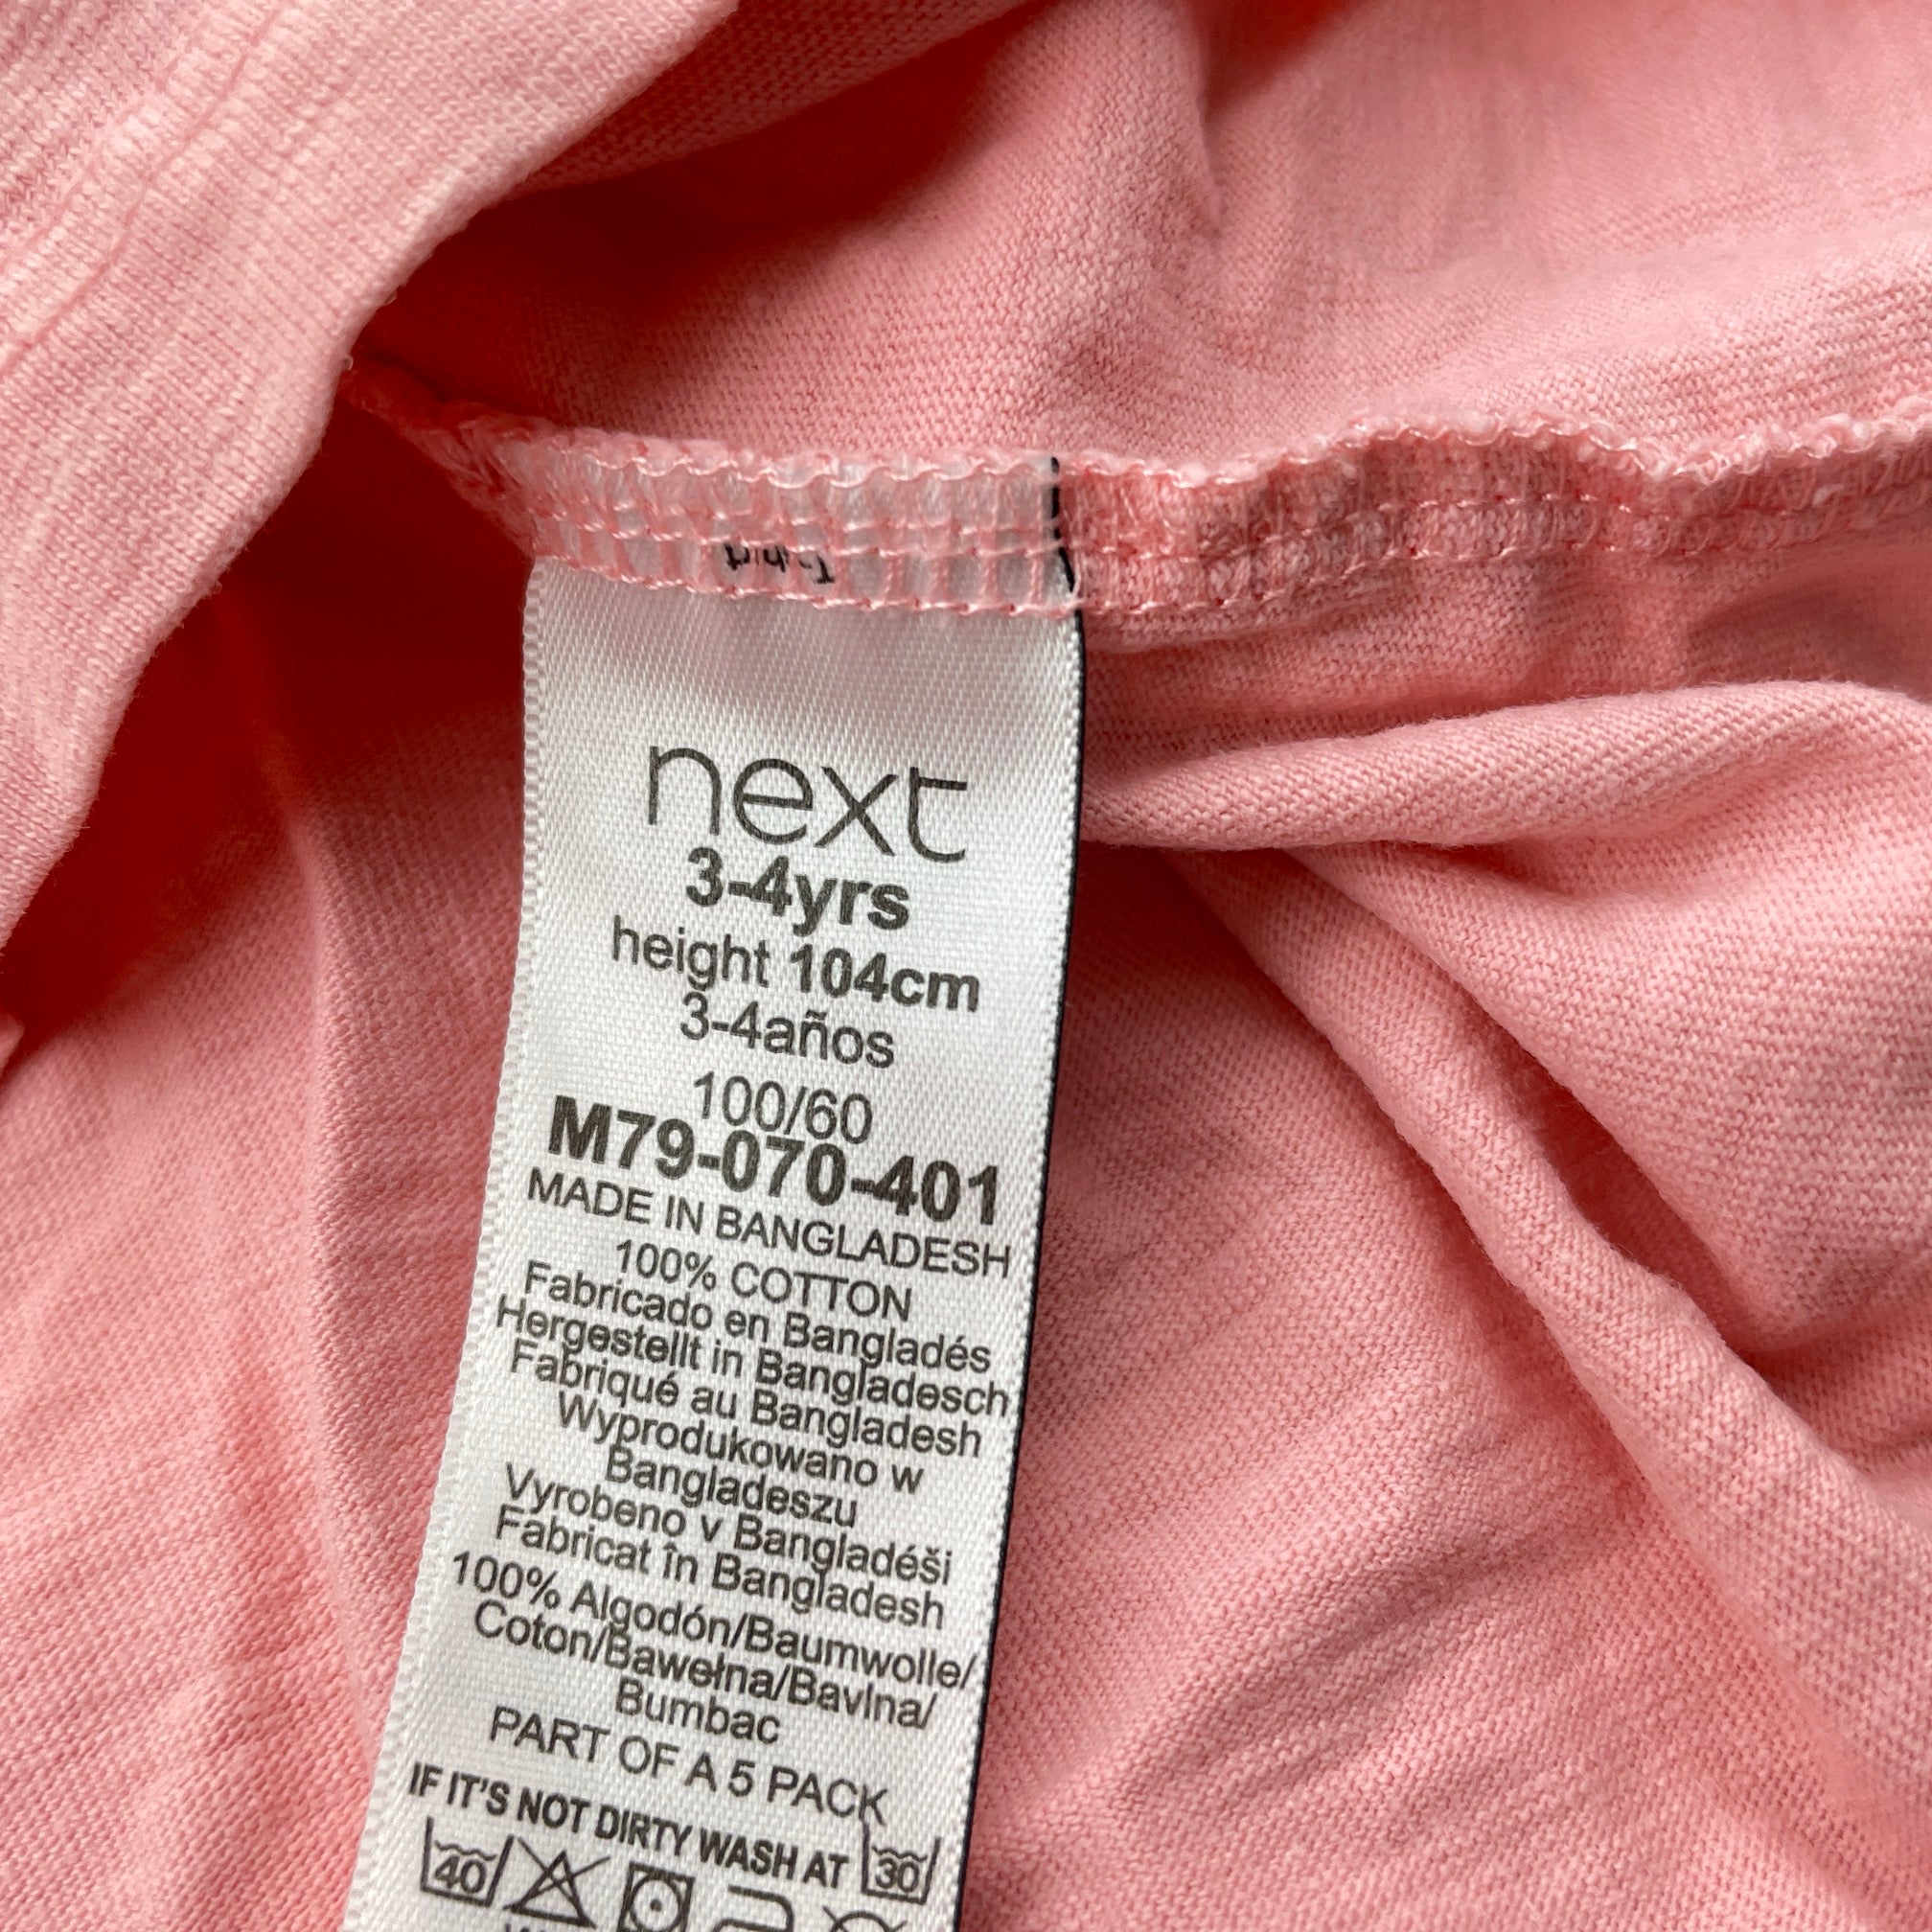 next
3-4yrs
height 104cm
3-4años
100/60
M79-070-401
MADE IN BANGLADESH
100% COTTON
Fabricado en Bangladés
Hergestellt in Bangladesch
Fabriqué au Bangladesh
Wyprodukowano w
Bangladeszu
Vyrobeno v Bangladéši
Fabricat în Bangladesh
100% Algodón/Baumwolle/
Coton/Bawełna/Bavlna/
Bumbac
PART OF A 5 PACK
IF IT'S NOT DIRTY WASH AT 30
40